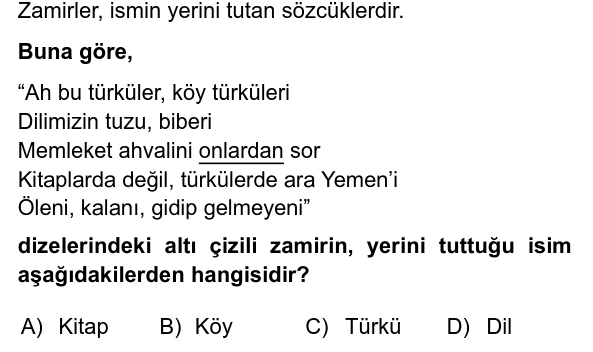 Zamirler, ismin yerini tutan sözcüklerdir.
Buna göre,
“Ah bu türküler, köy türküleri
Dilimizin tuzu, biberi
Memleket ahvalini onlardan sor
Kitaplarda değil, türkülerde ara Yemen’i
Öleni, kalanı, gidip gelmeyeni”
dizelerindeki altı çizili zamirin, yerini tuttuğu isim
aşağıdakilerden hangisidir?
A) Kitap B) Köy C) Türkü D) Dil